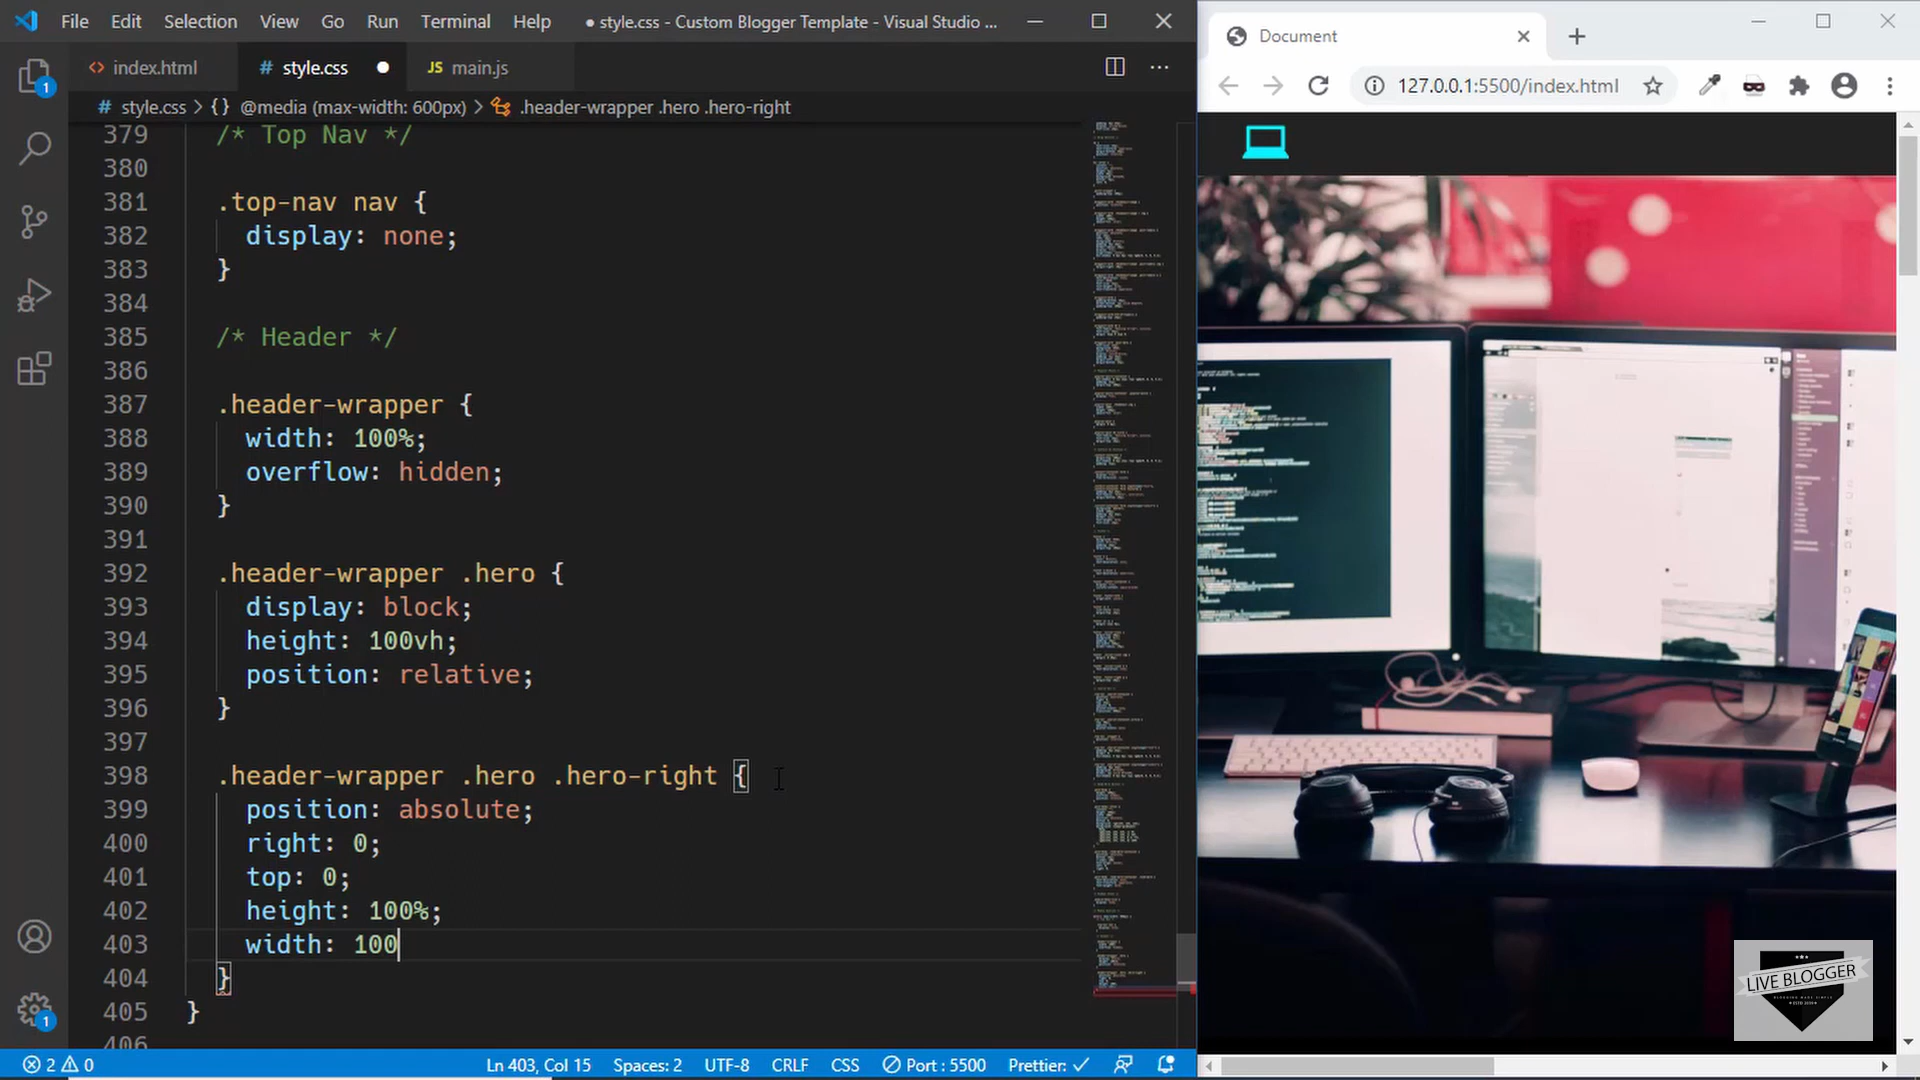 File Edit Selection View Go Run Terminal Help ● style.css - Custom Blogger Template - Visual Studio ...
<> index.html # style.css ● JS main.js ···
# style.css > {} @media (max-width: 600px) > .header-wrapper .hero .hero-right
379 /* Top Nav */
380
381 .top-nav nav {
382 display: none;
383 }
384
385 /* Header */
386
387 .header-wrapper {
388 width: 100%;
389 overflow: hidden;
390 }
391
392 .header-wrapper .hero {
393 display: block;
394 height: 100vh;
395 position: relative;
396 }
397
398 .header-wrapper .hero .hero-right {
399 position: absolute;
400 right: 0;
401 top: 0;
402 height: 100%;
403 width: 100
404 }
405 }
406
1
1
2 0 Ln 403, Col 15 Spaces: 2 UTF-8 CRLF CSS Port : 5500 Prettier: ✓
Document
127.0.0.1:5500/index.html
LIVE BLOGGER